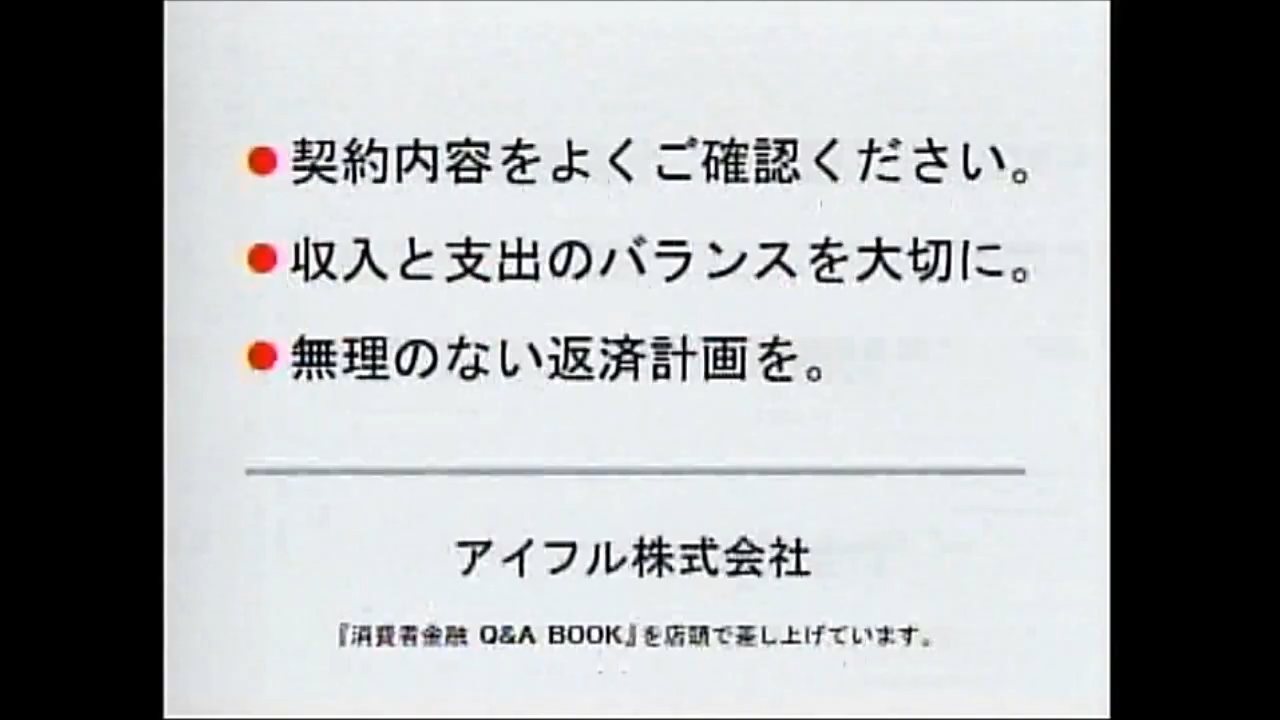 ●契約内容をよくご確認ください。
●収入と支出のバランスを大切に。
●無理のない返済計画を。
アイフル株式会社
『消費者金融 Q&A BOOK』を店頭で差し上げています。